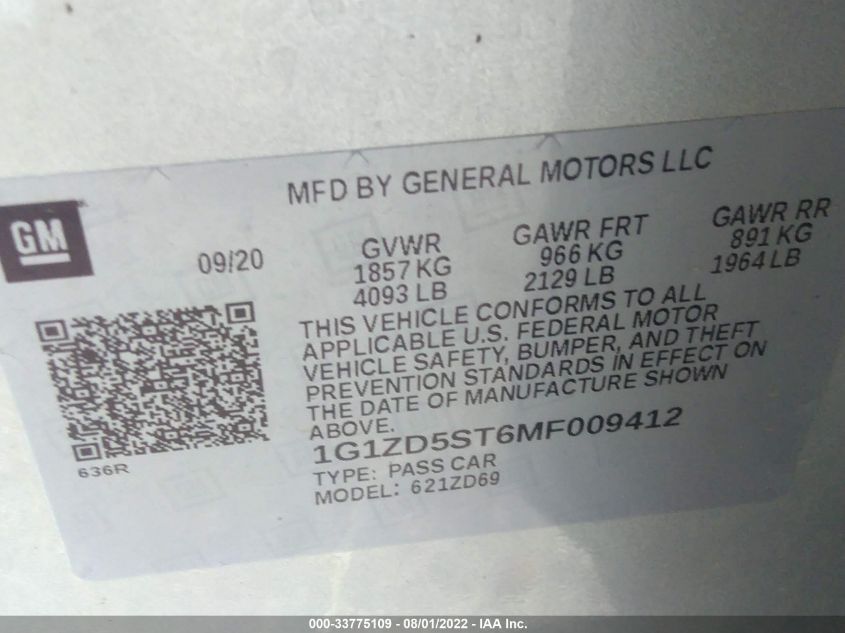 MFD BY GENERAL MOTORS LLC
GM
09/20
GVWR
1857 KG
4093 LB
GAWR FRT
966 KG
2129 LB
GAWR RR
891 KG
1964 LB
THIS VEHICLE CONFORMS TO ALL
APPLICABLE U.S. FEDERAL MOTOR
VEHICLE SAFETY, BUMPER, AND THEFT
PREVENTION STANDARDS IN EFFECT ON
THE DATE OF MANUFACTURE SHOWN
ABOVE.
1G1ZD5ST6MF009412
TYPE: PASS CAR
MODEL: 621ZD69
636R
000-33775109 - 08/01/2022 - IAA Inc.